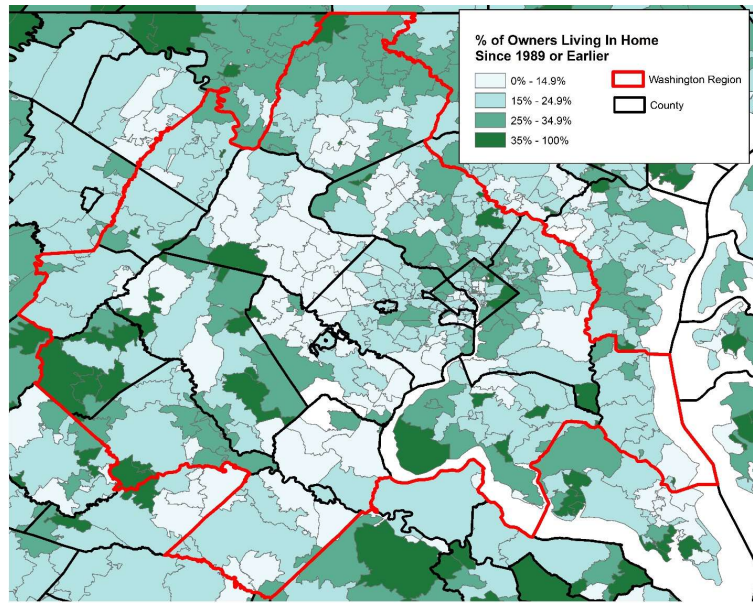 % of Owners Living In Home
Since 1989 or Earlier
0% - 14.9%
15% - 24.9%
25% - 34.9%
35% - 100%
Washington Region
County